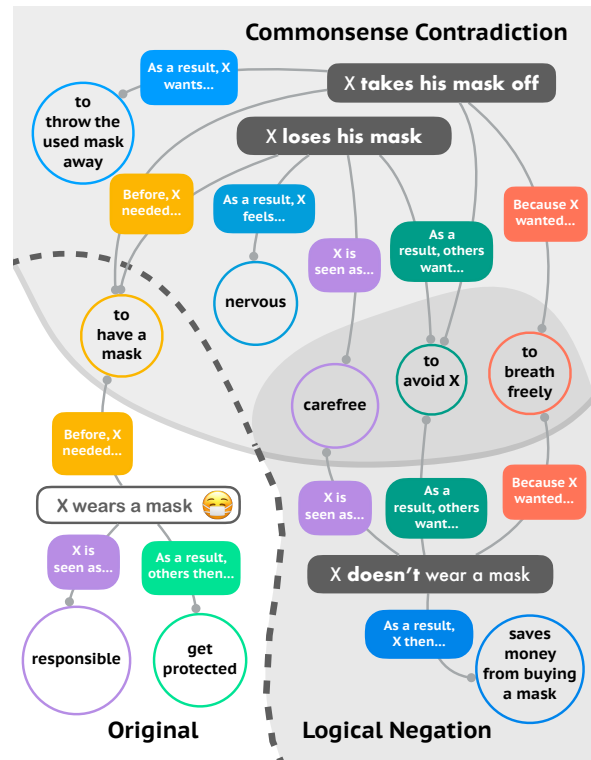 Commonsense Contradiction
As a result, X
wants...
X takes his mask off
to
throw the
used mask
away
X loses his mask
Before, X
needed...
As a result, X
feels...
X is
seen as...
As a
result, others
want...
Because X
wanted...
nervous
to
have a
mask
carefree
to
avoid X
to
breath
freely
Before, X
needed...
X is
seen as...
As a
result, others
want...
Because X
wanted...
X wears a mask
X is
seen as...
As a result,
others then...
X doesn't wear a mask
As a result,
X then...
responsible
get
protected
saves
money
from buying
a mask
Original
Logical Negation